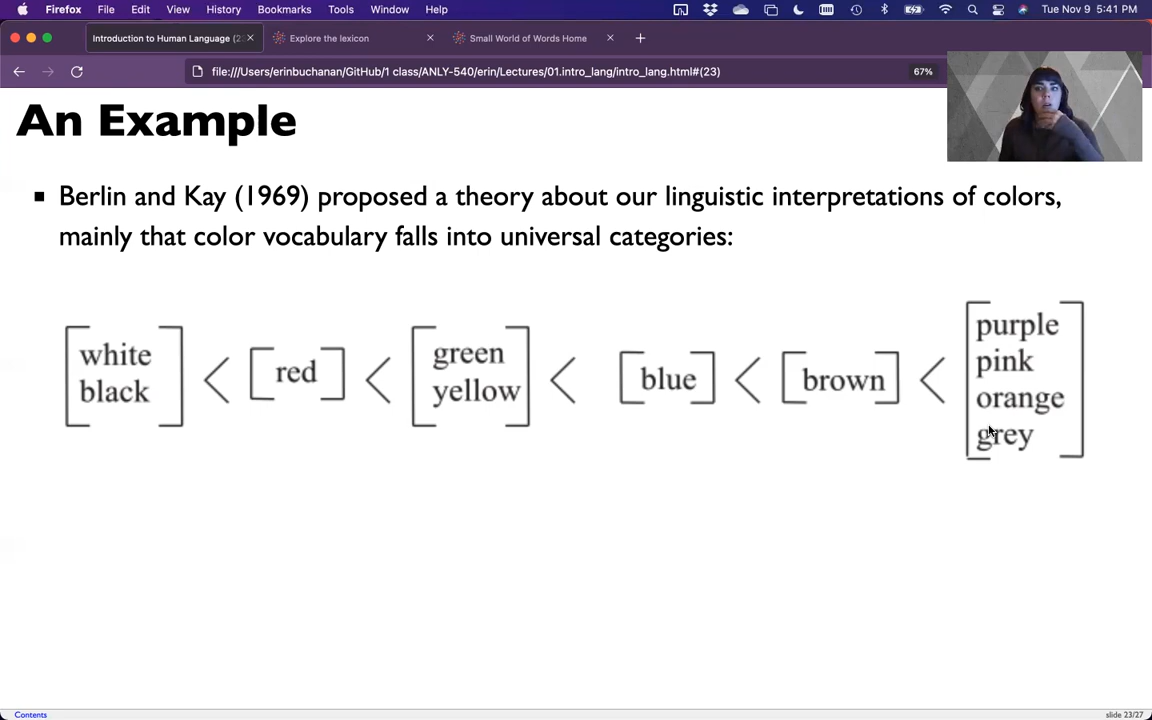 Firefox File Edit View History Bookmarks Tools Window Help Tue Nov 9 5:41 PM
Introduction to Human Language (2 Explore the lexicon Small World of Words Home
file:///Users/erinbuchanan/GitHub/1 class/ANLY-540/erin/Lectures/01.intro_lang/intro_lang.html#(23) 67%
An Example
Berlin and Kay (1969) proposed a theory about our linguistic interpretations of colors,
mainly that color vocabulary falls into universal categories:
white
black
<
red
<
green
yellow
<
blue
<
brown
<
purple
pink
orange
grey
Contents slide 23/27